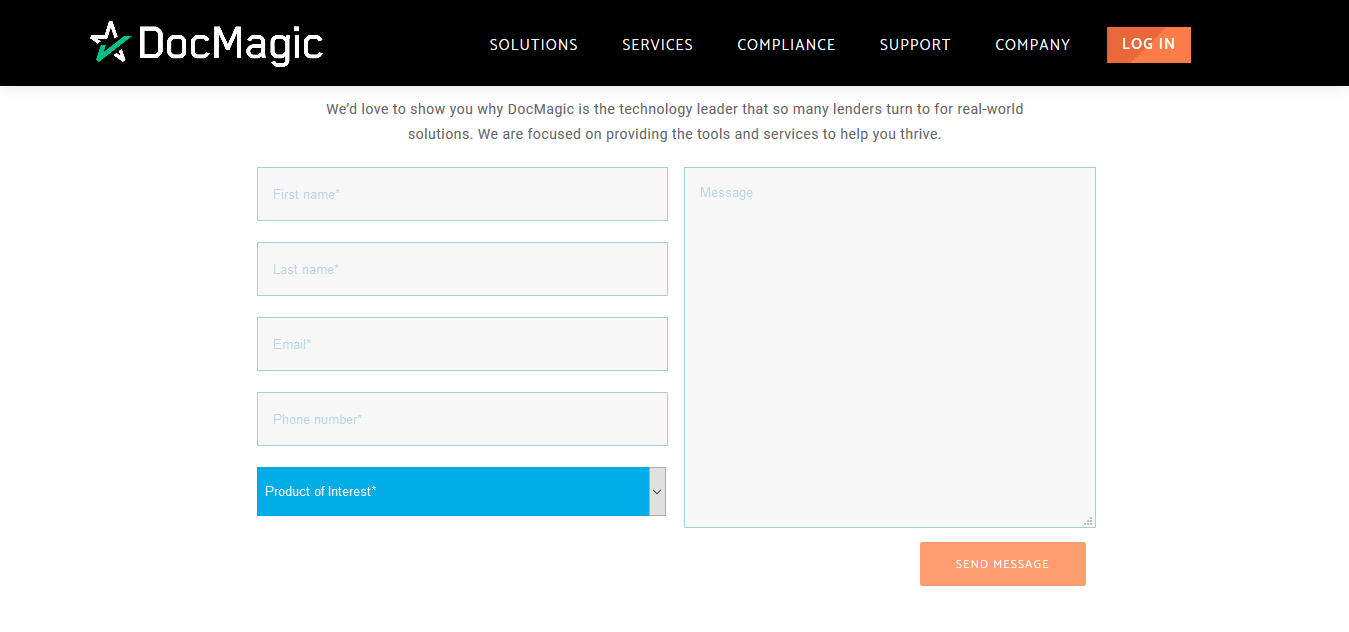 DocMagic
SOLUTIONS
SERVICES
COMPLIANCE
SUPPORT
COMPANY
LOG IN
We’d love to show you why DocMagic is the technology leader that so many lenders turn to for real-world
solutions. We are focused on providing the tools and services to help you thrive.
First name*
Last name*
Email*
Phone number*
Product of Interest*
Message
SEND MESSAGE